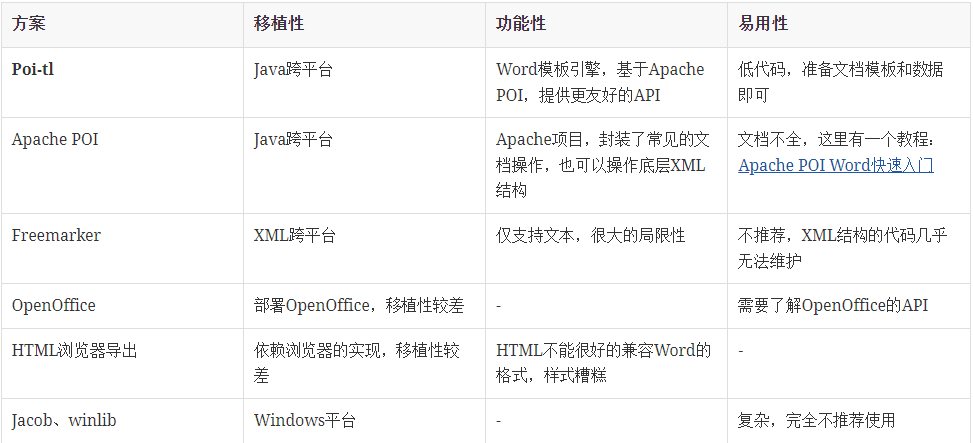 方案 移植性 功能性 易用性
Poi-tl Java跨平台 Word模板引擎，基于Apache 低代码，准备文档模板和数据
POI，提供更友好的API 即可
Apache POI Java跨平台 Apache项目，封装了常见的文 文档不全，这里有一个教程：
档操作，也可以操作底层XML Apache POI Word快速入门
结构
Freemarker XML跨平台 仅支持文本，很大的局限性 不推荐，XML结构的代码几乎
无法维护
OpenOffice 部署OpenOffice，移植性较差 - 需要了解OpenOffice的API
HTML浏览器导出 依赖浏览器的实现，移植性较 HTML不能很好的兼容Word的 -
差 格式，样式糟糕
Jacob、winlib Windows平台 - 复杂，完全不推荐使用